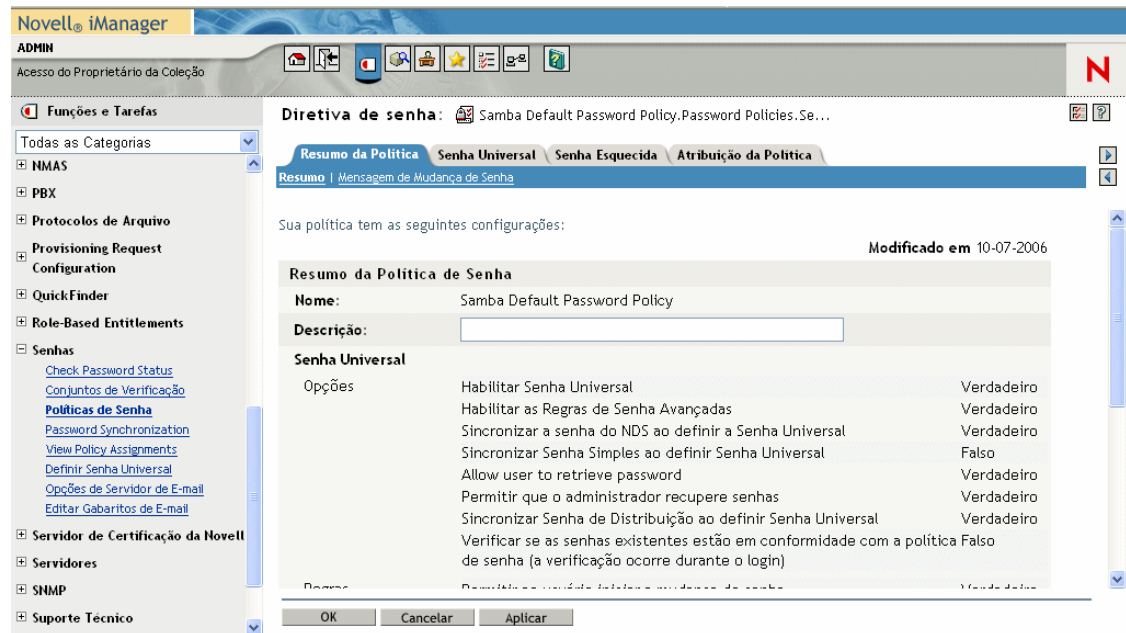 Novell® iManager
ADMIN
Acesso do Proprietário da Coleção
N
Funções e Tarefas
Todas as Categorias
NMAS
PBX
Protocolos de Arquivo
Provisioning Request
Configuration
QuickFinder
Role-Based Entitlements
Senhas
Check Password Status
Conjuntos de Verificação
Políticas de Senha
Password Synchronization
View Policy Assignments
Definir Senha Universal
Opções de Servidor de E-mail
Editar Gabaritos de E-mail
Servidor de Certificação da Novell
Servidores
SNMP
Suporte Técnico
Diretiva de senha: Samba Default Password Policy.Password Policies.Se...
Resumo da Política Senha Universal Senha Esquecida Atribuição da Política
Resumo | Mensagem de Mudança de Senha
Sua política tem as seguintes configurações:
Modificado em 10-07-2006
Resumo da Política de Senha
Nome: Samba Default Password Policy
Descrição:
Senha Universal
Opções Habilitar Senha Universal Verdadeiro
Habilitar as Regras de Senha Avançadas Verdadeiro
Sincronizar a senha do NDS ao definir a Senha Universal Verdadeiro
Sincronizar Senha Simples ao definir Senha Universal Falso
Allow user to retrieve password Verdadeiro
Permitir que o administrador recupere senhas Verdadeiro
Sincronizar Senha de Distribuição ao definir Senha Universal Verdadeiro
Verificar se as senhas existentes estão em conformidade com a política Falso
de senha (a verificação ocorre durante o login)
Regras Permitir ao usuário iniciar a mudança de senha Verdadeiro
OK Cancelar Aplicar